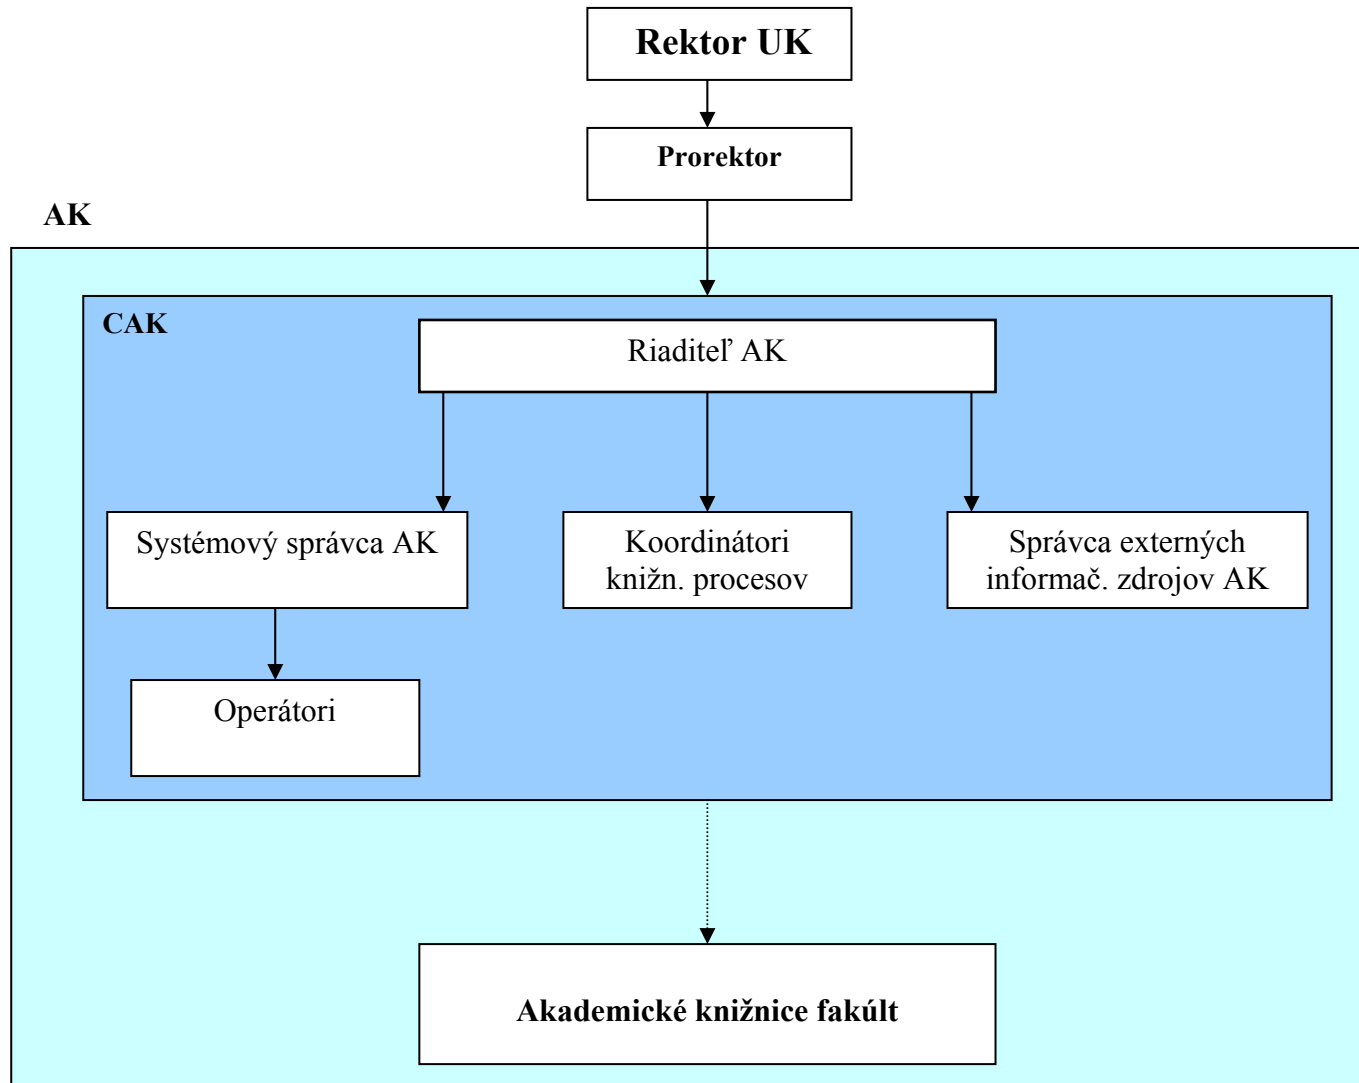 Rektor UK
Prorektor
AK
CAK
Riaditeľ AK
Systémový správca AK
Koordinátori
knižn. procesov
Správca externých
informač. zdrojov AK
Operátori
Akademické knižnice fakúlt